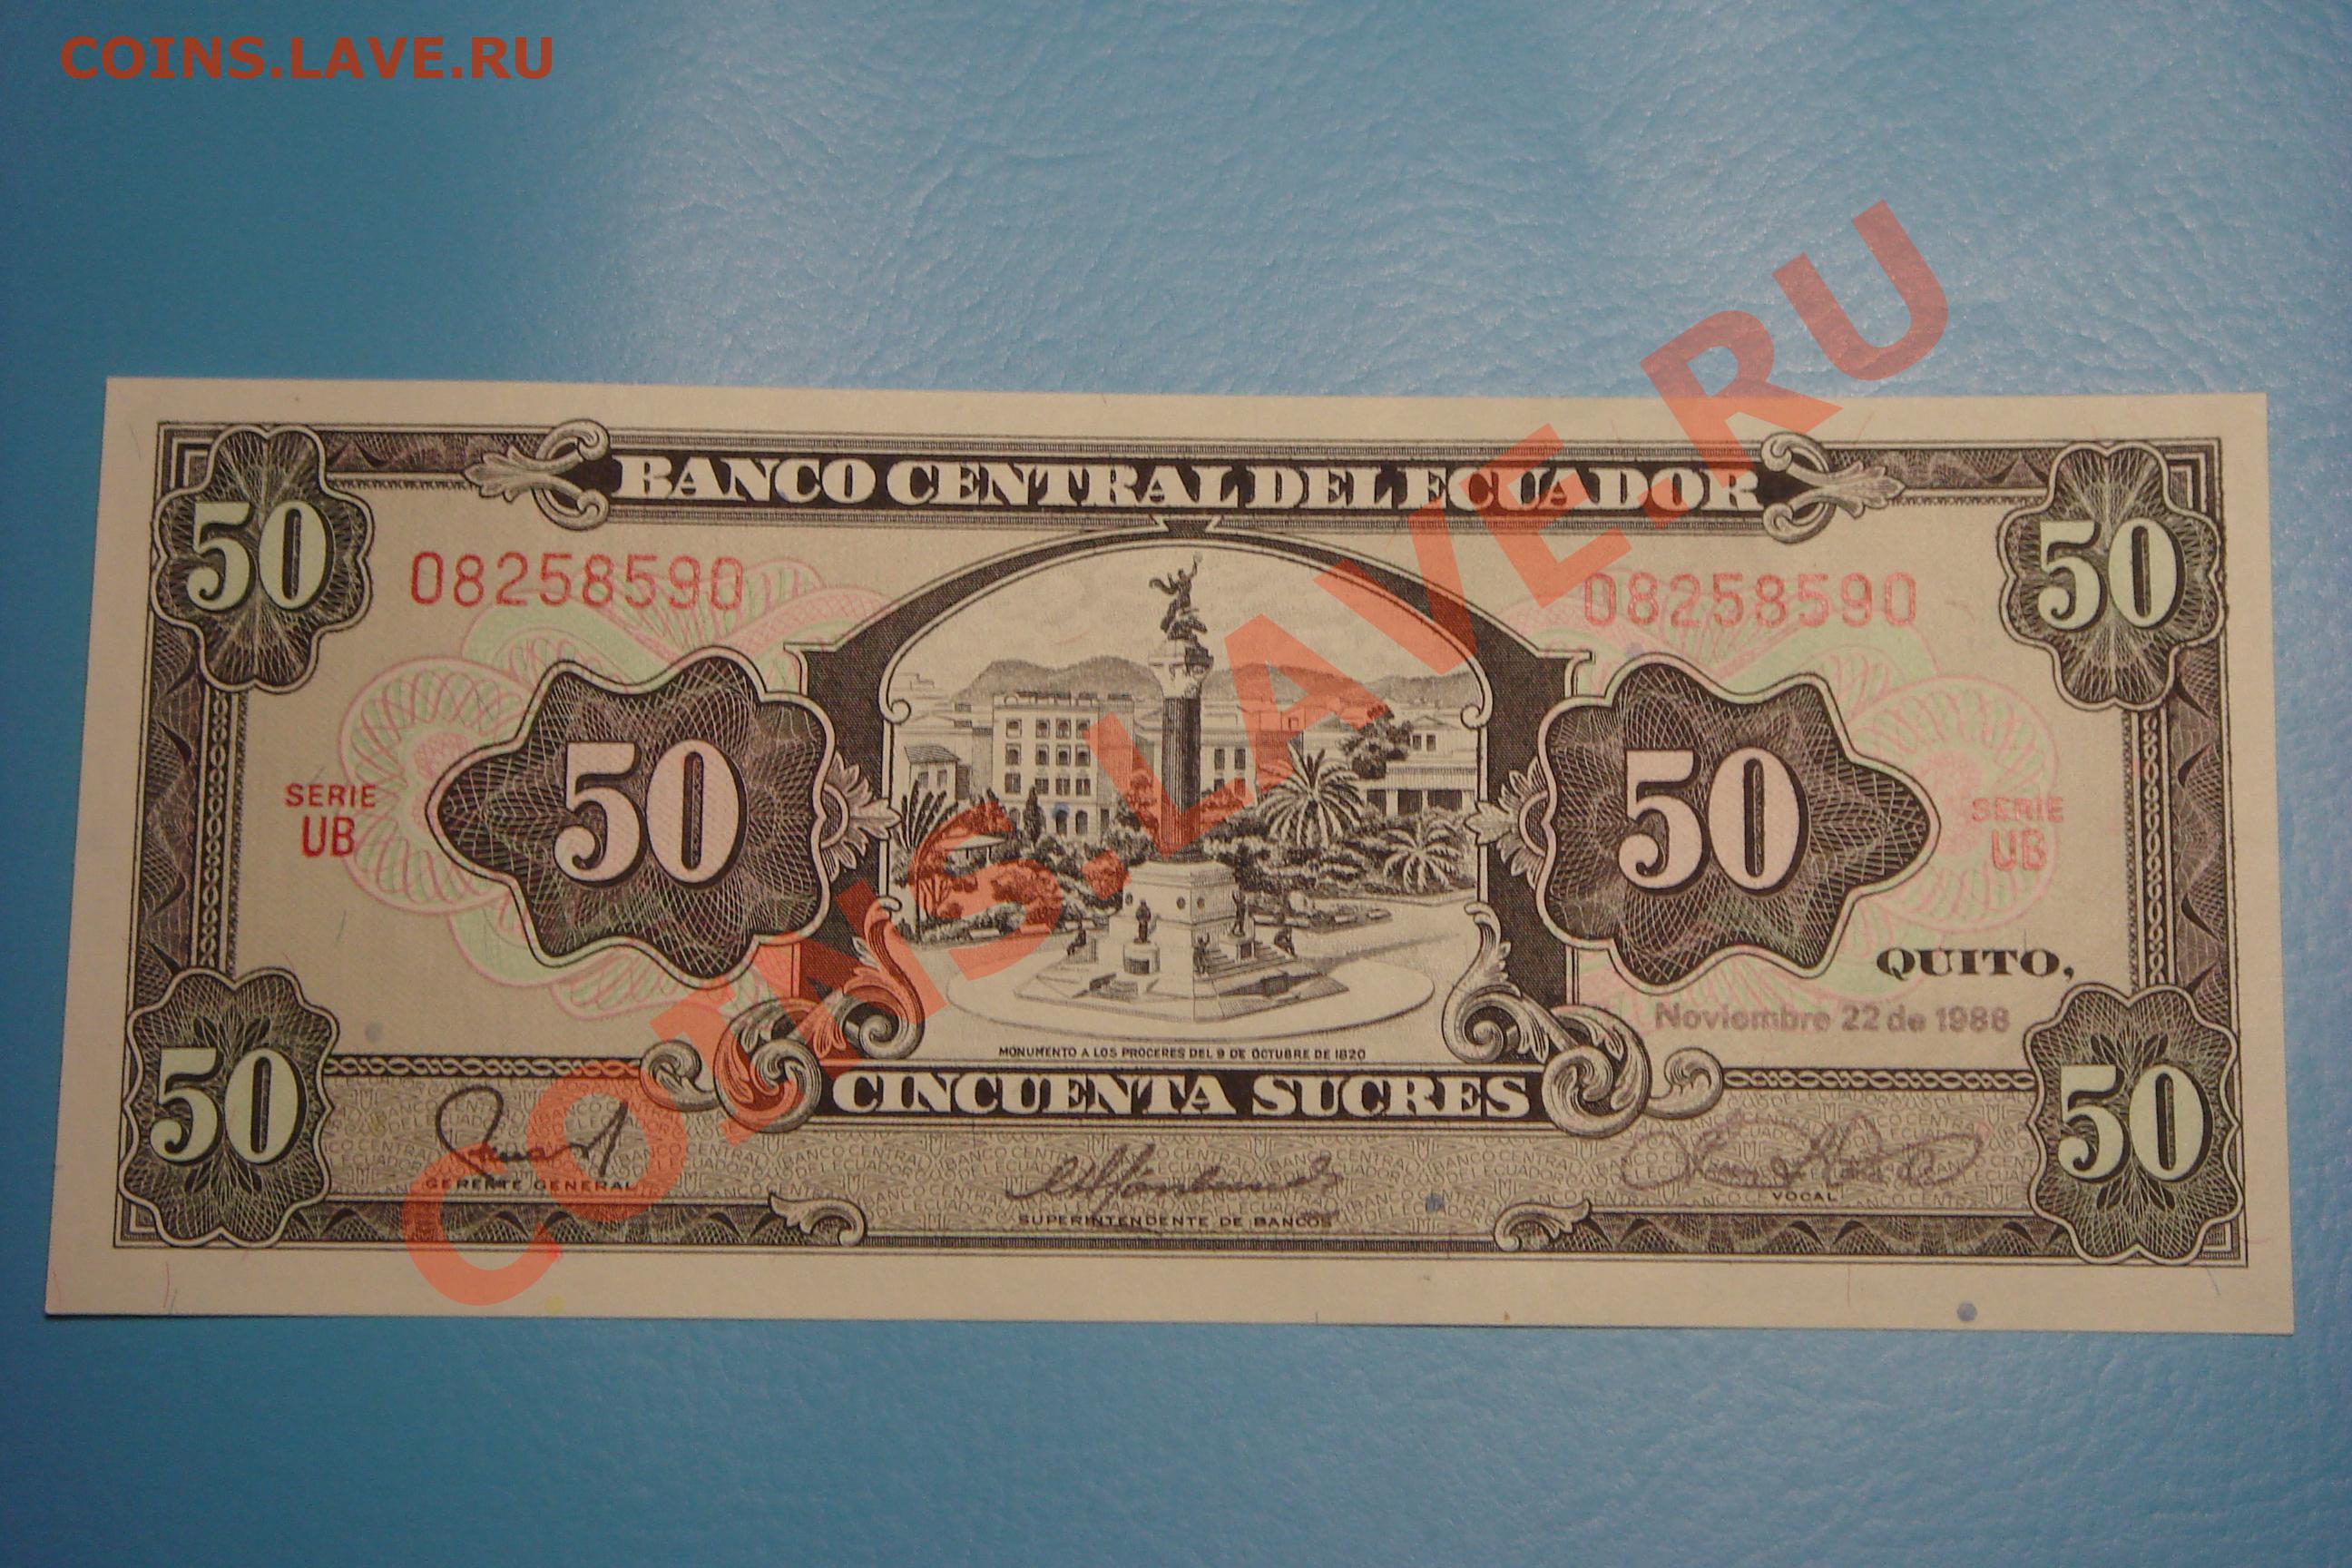 COINS.LAVE.RU
BANCO CENTRAL DEL ECUADOR
50 50
08258590 08258590
50 50
SERIE UB
SERIE UB
QUITO,
Noviembre 22 de 1988
MONUMENTO A LOS PROCERES DEL 9 DE OCTUBRE DE 1820
CINCUENTA SUCRES
50 50
GERENTE GENERAL
SUPERINTENDENTE DE BANCOS
VOCAL
COINS.LAVE.RU